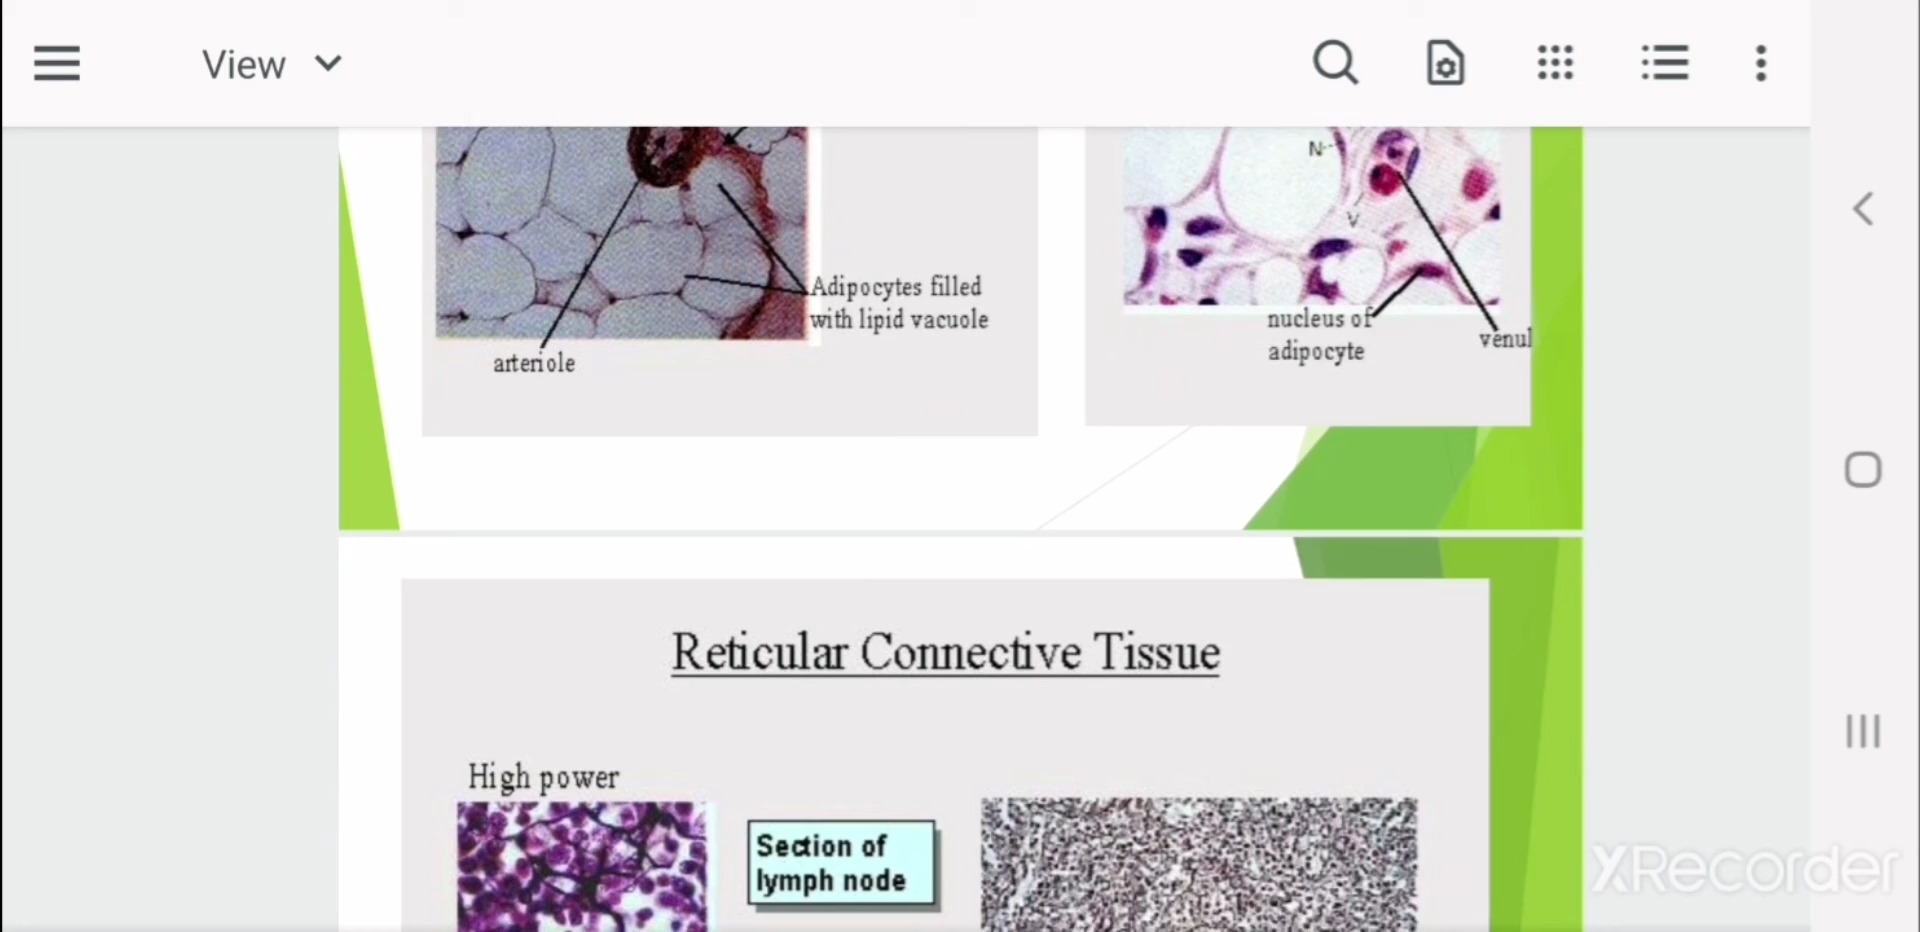 View
N
V
Adipocytes filled
with lipid vacuole
arteriole
nucleus of
adipocyte
venul
Reticular Connective Tissue
High power
Section of
lymph node
XRecorder